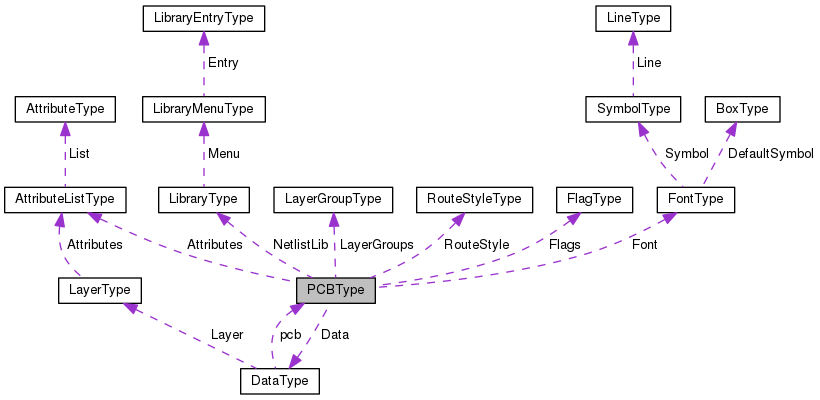 LibraryEntryType
LineType
Entry
Line
AttributeType
LibraryMenuType
SymbolType
BoxType
List
Menu
Symbol
DefaultSymbol
AttributeListType
LibraryType
LayerGroupType
RouteStyleType
FlagType
FontType
Attributes
Attributes
NetlistLib
LayerGroups
RouteStyle
Flags
Font
LayerType
PCBType
Layer
pcb
Data
DataType